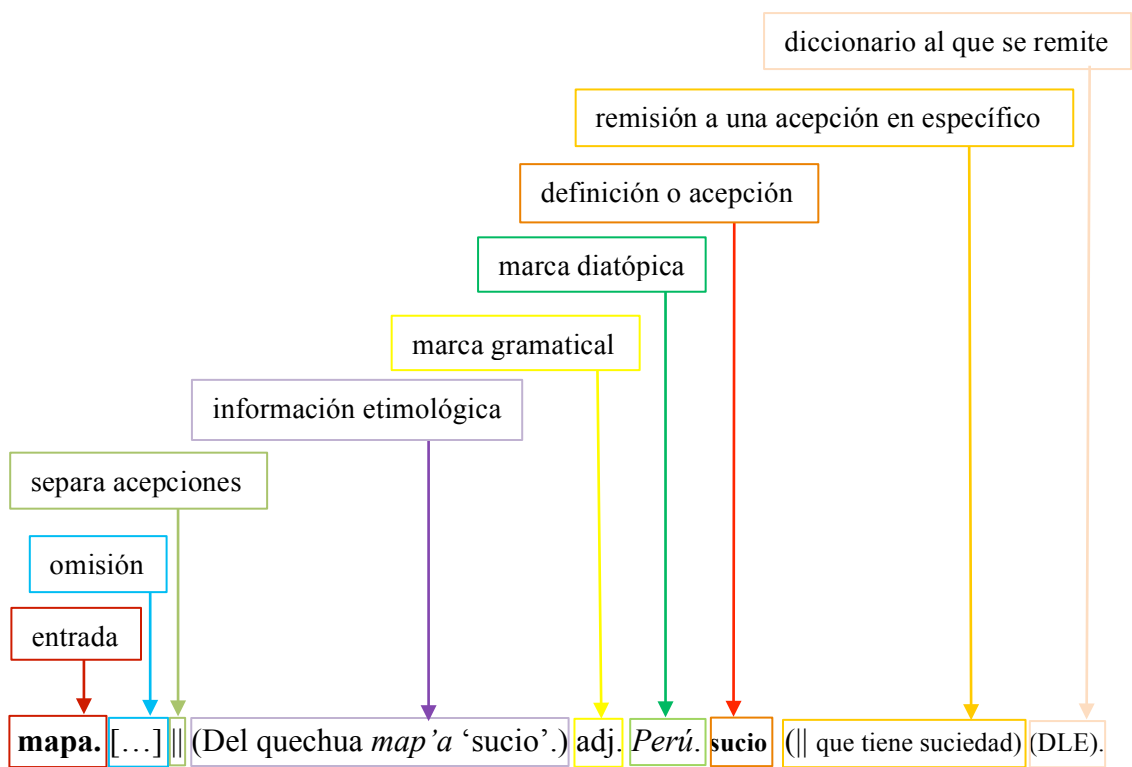 diccionario al que se remite
remisión a una acepción en específico
definición o acepción
marca diatópica
marca gramatical
información etimológica
separa acepciones
omisión
entrada
mapa. […] || (Del quechua map’a ‘sucio’.) adj. Perú. sucio (|| que tiene suciedad) (DLE).